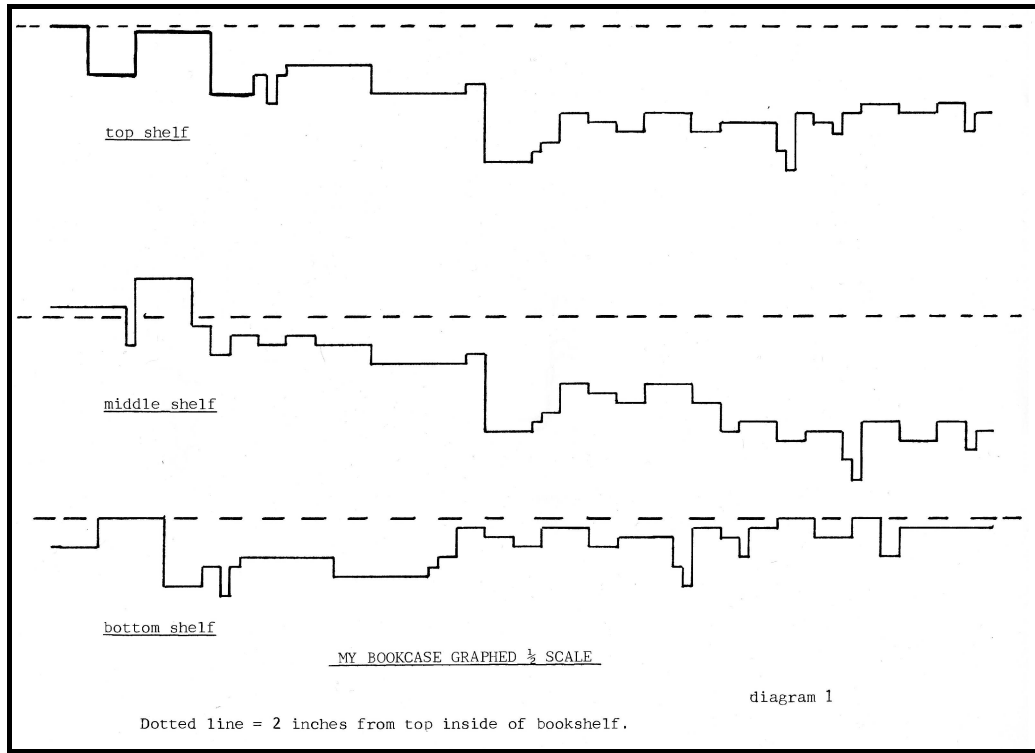 top shelf
middle shelf
bottom shelf
MY BOOKCASE GRAPHED ½ SCALE
diagram 1
Dotted line = 2 inches from top inside of bookshelf.